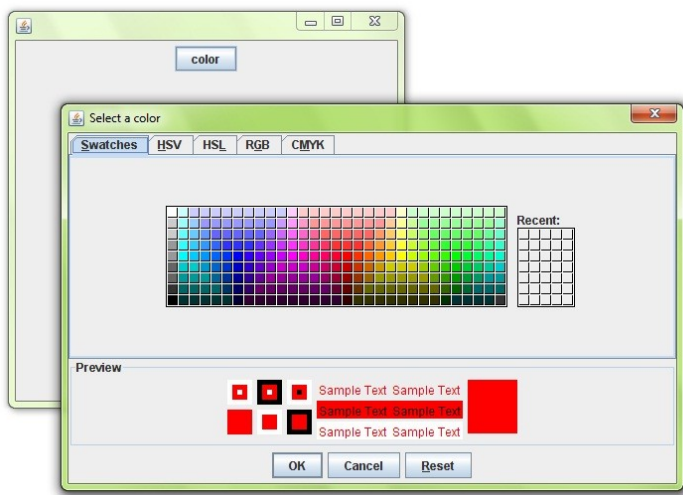 color
Select a color
Swatches HSV HSL RGB CMYK
Recent:
Preview
Sample Text Sample Text
Sample Text Sample Text
Sample Text Sample Text
OK Cancel Reset